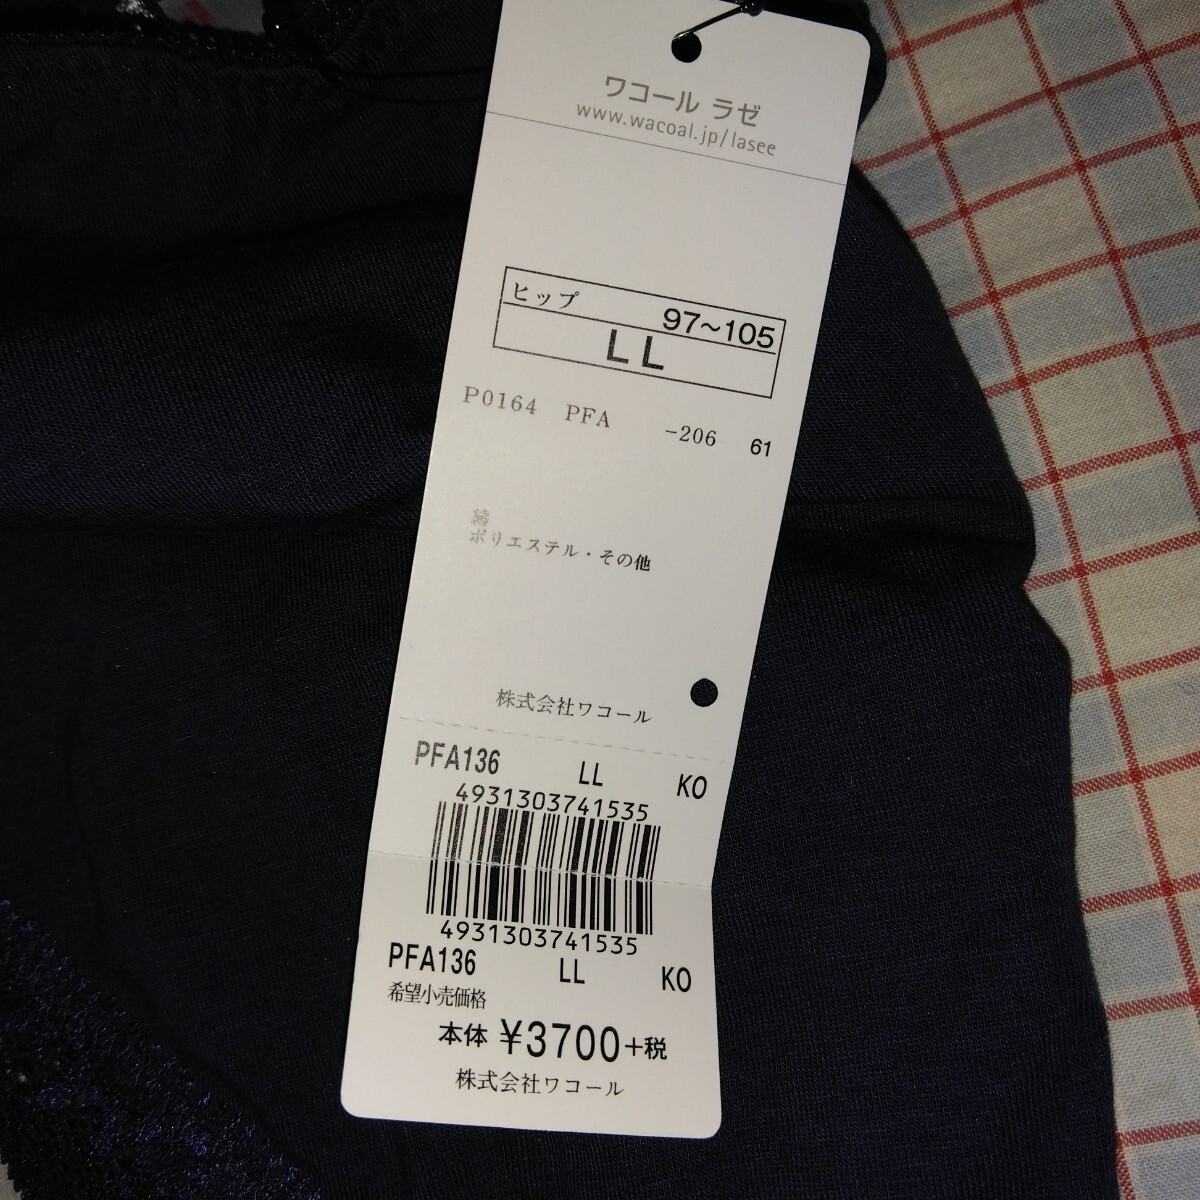 ワコール ラゼ
www.wacoal.jp/lasee
ヒップ 97~105
LL
P0164 PFA -206 61
綿
ポリエステル・その他
株式会社ワコール
PFA136 LL KO
4931303741535
4931303741535
PFA136 LL KO
希望小売価格
本体 ¥3700+税
株式会社ワコール